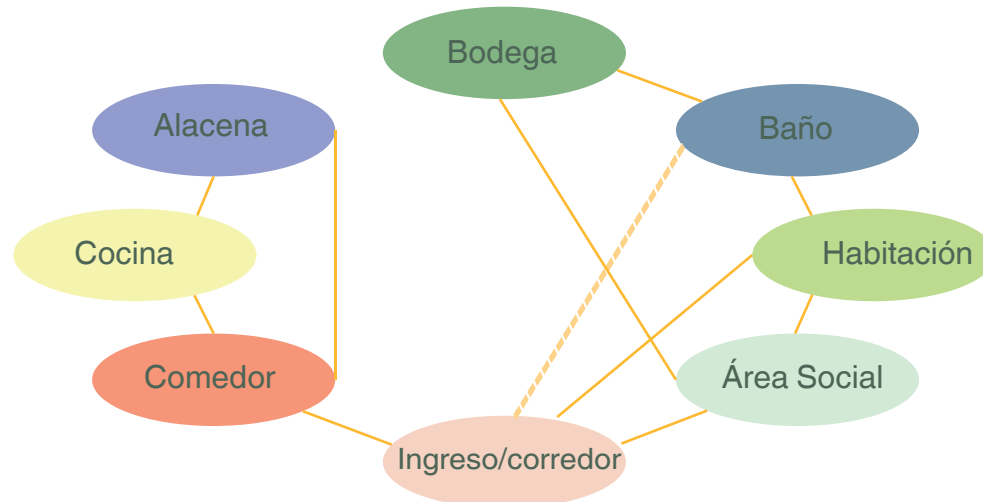 Bodega
Alacena
Baño
Cocina
Habitación
Comedor
Área Social
Ingreso/corredor